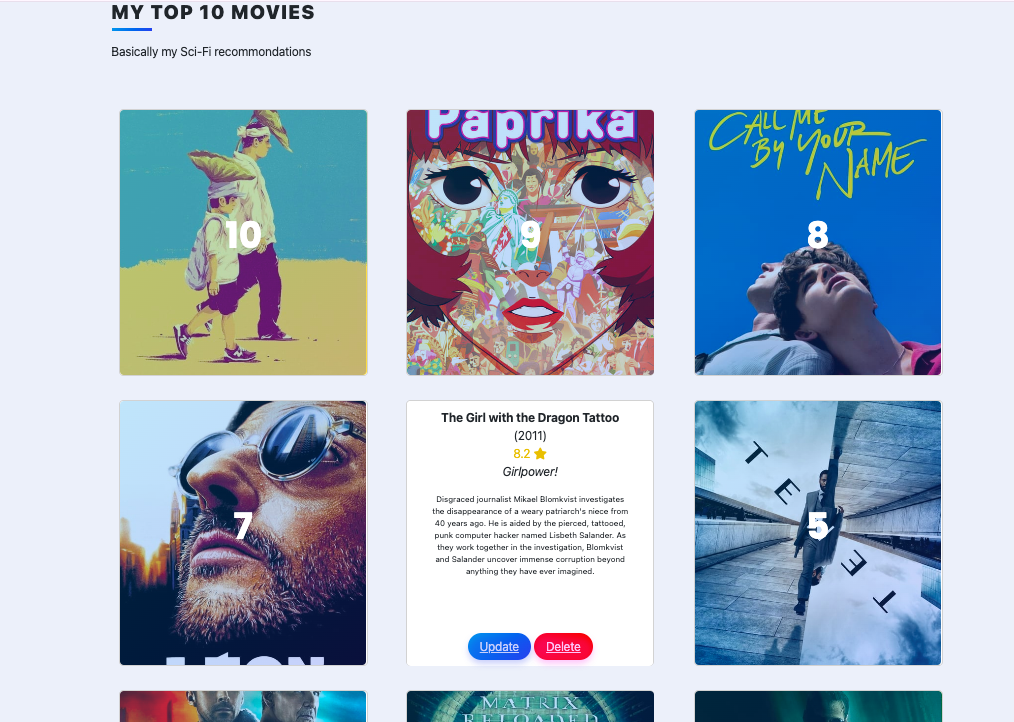 MY TOP 10 MOVIES
Basically my Sci-Fi recommondations
10
Paprika
9
CALL ME
BY YOUR
NAME
8
7
LEON
The Girl with the Dragon Tattoo
(2011)
8.2
Girlpower!
Disgraced journalist Mikael Blomkvist investigates
the disappearance of a weary patriarch's niece from
40 years ago. He is aided by the pierced, tattooed,
punk computer hacker named Lisbeth Salander. As
they work together in the investigation, Blomkvist
and Salander uncover immense corruption beyond
anything they have ever imagined.
Update
Delete
TENET
5
MATRIX
RELOADED